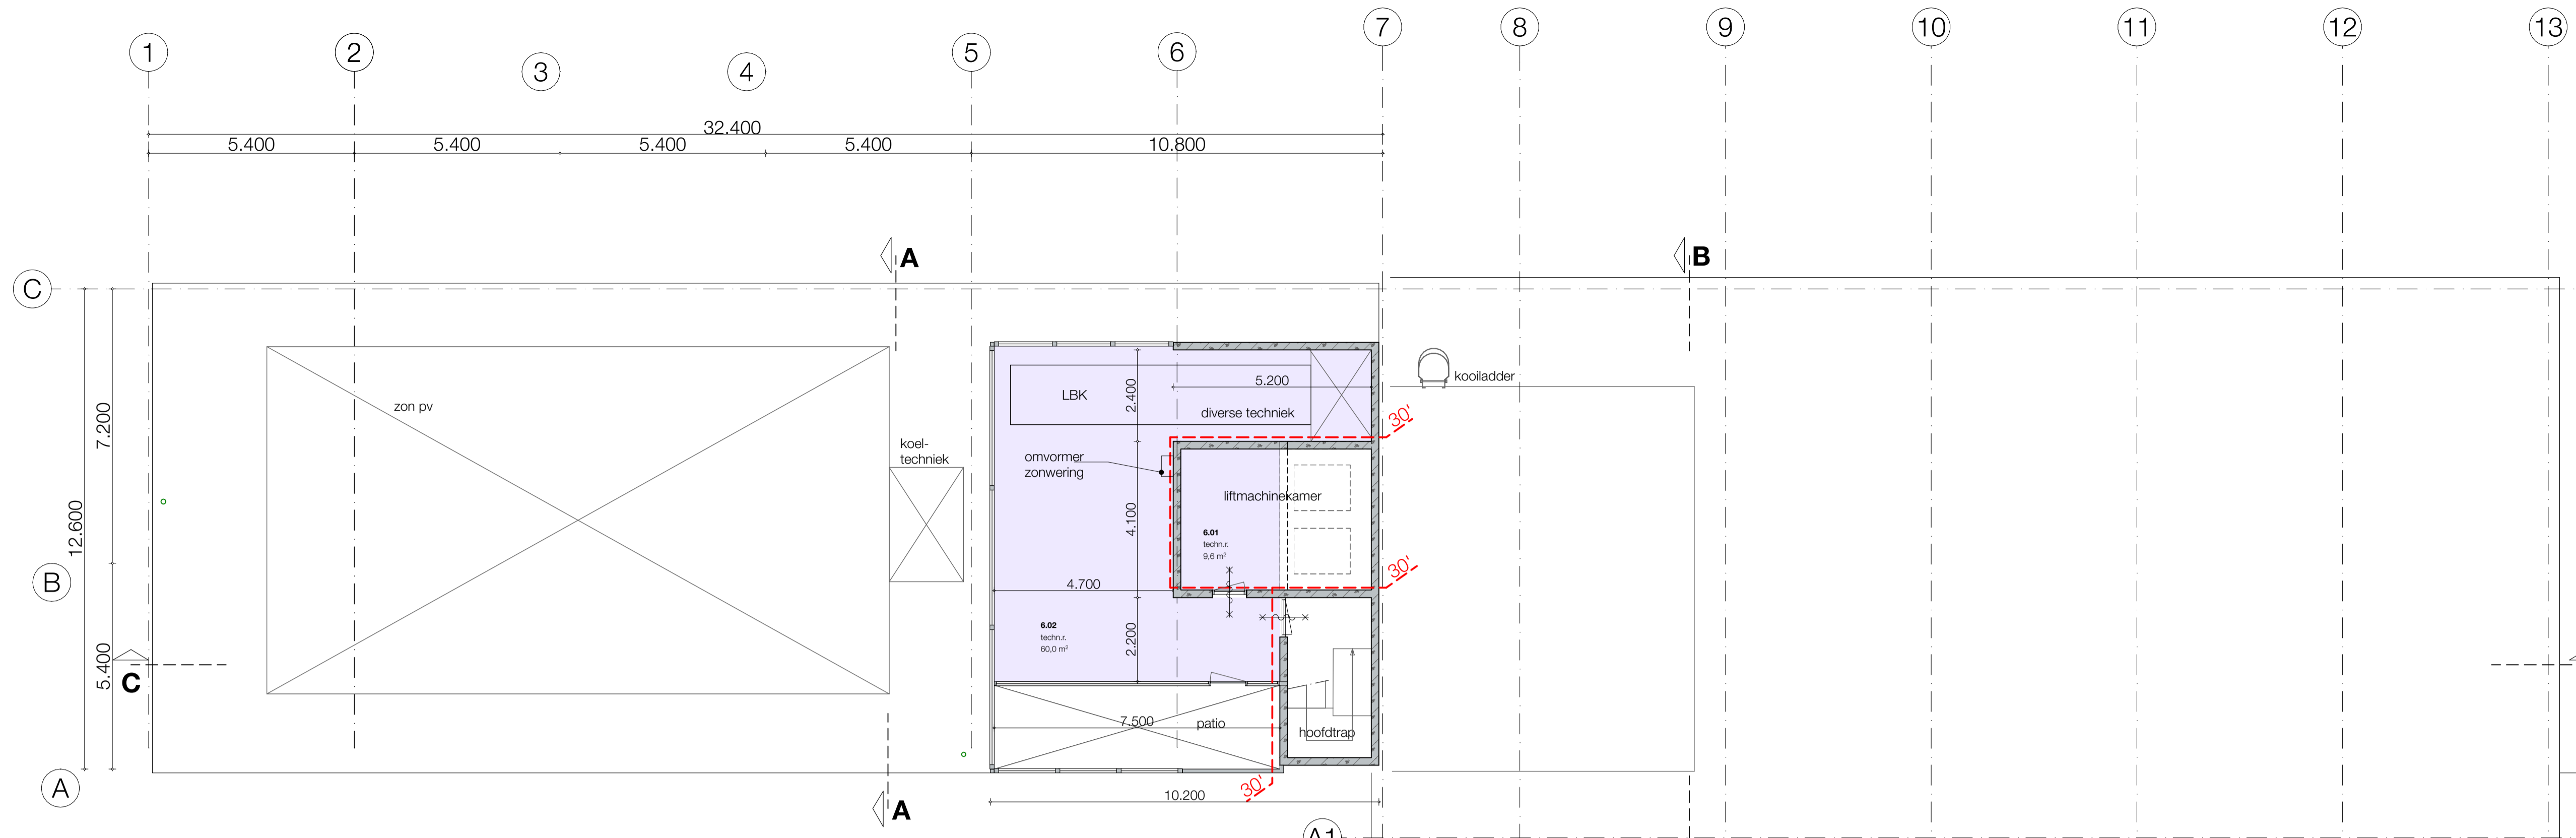 1
2
3
4
5
6
7
8
9
10
11
12
13
32.400
5.400
5.400
5.400
5.400
10.800
A
B
C
zon pv
koel-
techniek
LBK
2.400
5.200
diverse techniek
kooiladder
30'
omvormer
zonwering
liftmachinekamer
4.100
6.01
techn.r.
9,6 m²
7.200
12.600
B
4.700
30'
6.02
techn.r.
60,0 m²
2.200
5.400
C
7.500
patio
hoofdtrap
30'
10.200
A
A
A1